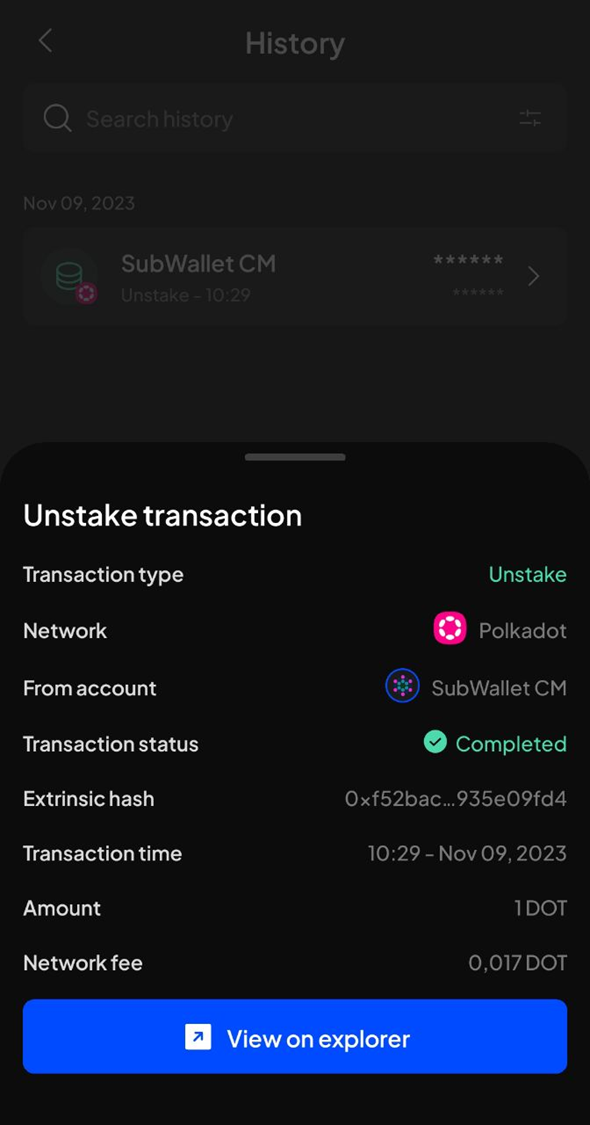 History
Search history
Nov 09, 2023
SubWallet CM ******
Unstake – 10:29 ******
Unstake transaction
Transaction type Unstake
Network Polkadot
From account SubWallet CM
Transaction status Completed
Extrinsic hash 0xf52bac...935e09fd4
Transaction time 10:29 – Nov 09, 2023
Amount 1 DOT
Network fee 0,017 DOT
View on explorer